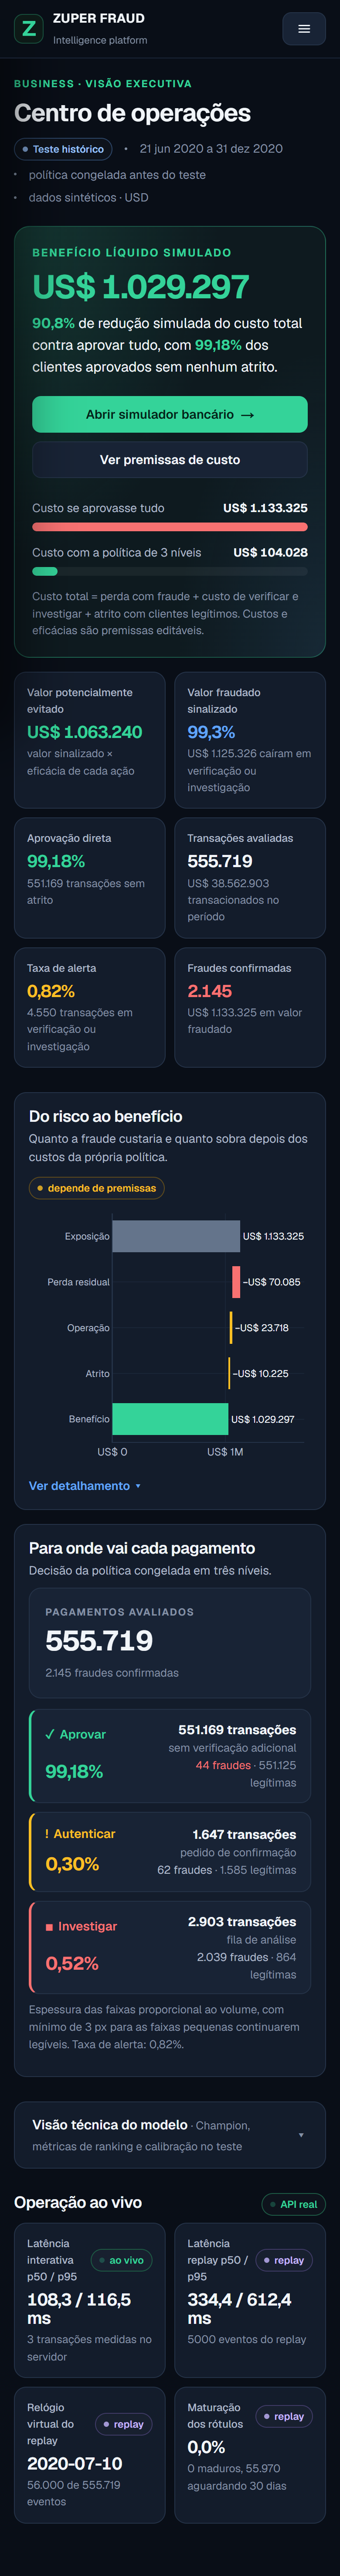 Z
ZUPER FRAUD
Intelligence platform
BUSINESS · VISÃO EXECUTIVA
Centro de operações
Teste histórico • 21 jun 2020 a 31 dez 2020
• política congelada antes do teste
• dados sintéticos · USD
BENEFÍCIO LÍQUIDO SIMULADO
US$ 1.029.297
90,8% de redução simulada do custo total
contra aprovar tudo, com 99,18% dos
clientes aprovados sem nenhum atrito.
Abrir simulador bancário →
Ver premissas de custo
Custo se aprovasse tudo US$ 1.133.325
Custo com a política de 3 níveis US$ 104.028
Custo total = perda com fraude + custo de verificar e
investigar + atrito com clientes legítimos. Custos e
eficácias são premissas editáveis.
Valor potencialmente
evitado
US$ 1.063.240
valor sinalizado ×
eficácia de cada ação
Valor fraudado
sinalizado
99,3%
US$ 1.125.326 caíram em
verificação ou
investigação
Aprovação direta
99,18%
551.169 transações sem
atrito
Transações avaliadas
555.719
US$ 38.562.903
transacionados no
período
Taxa de alerta
0,82%
4.550 transações em
verificação ou
investigação
Fraudes confirmadas
2.145
US$ 1.133.325 em valor
fraudado
Do risco ao benefício
Quanto a fraude custaria e quanto sobra depois dos
custos da própria política.
depende de premissas
Exposição US$ 1.133.325
Perda residual −US$ 70.085
Operação −US$ 23.718
Atrito −US$ 10.225
Benefício US$ 1.029.297
US$ 0 US$ 1M
Ver detalhamento ▾
Para onde vai cada pagamento
Decisão da política congelada em três níveis.
PAGAMENTOS AVALIADOS
555.719
2.145 fraudes confirmadas
✓ Aprovar
99,18%
551.169 transações
sem verificação adicional
44 fraudes · 551.125
legítimas
! Autenticar
0,30%
1.647 transações
pedido de confirmação
62 fraudes · 1.585 legítimas
■ Investigar
0,52%
2.903 transações
fila de análise
2.039 fraudes · 864
legítimas
Espessura das faixas proporcional ao volume, com
mínimo de 3 px para as faixas pequenas continuarem
legíveis. Taxa de alerta: 0,82%.
Visão técnica do modelo · Champion,
métricas de ranking e calibração no teste ▾
Operação ao vivo API real
Latência
interativa
p50 / p95
ao vivo
108,3 / 116,5
ms
3 transações medidas no
servidor
Latência
replay p50 /
p95
replay
334,4 / 612,4
ms
5000 eventos do replay
Relógio
virtual do
replay
replay
2020-07-10
56.000 de 555.719
eventos
Maturação
dos rótulos
replay
0,0%
0 maduros, 55.970
aguardando 30 dias